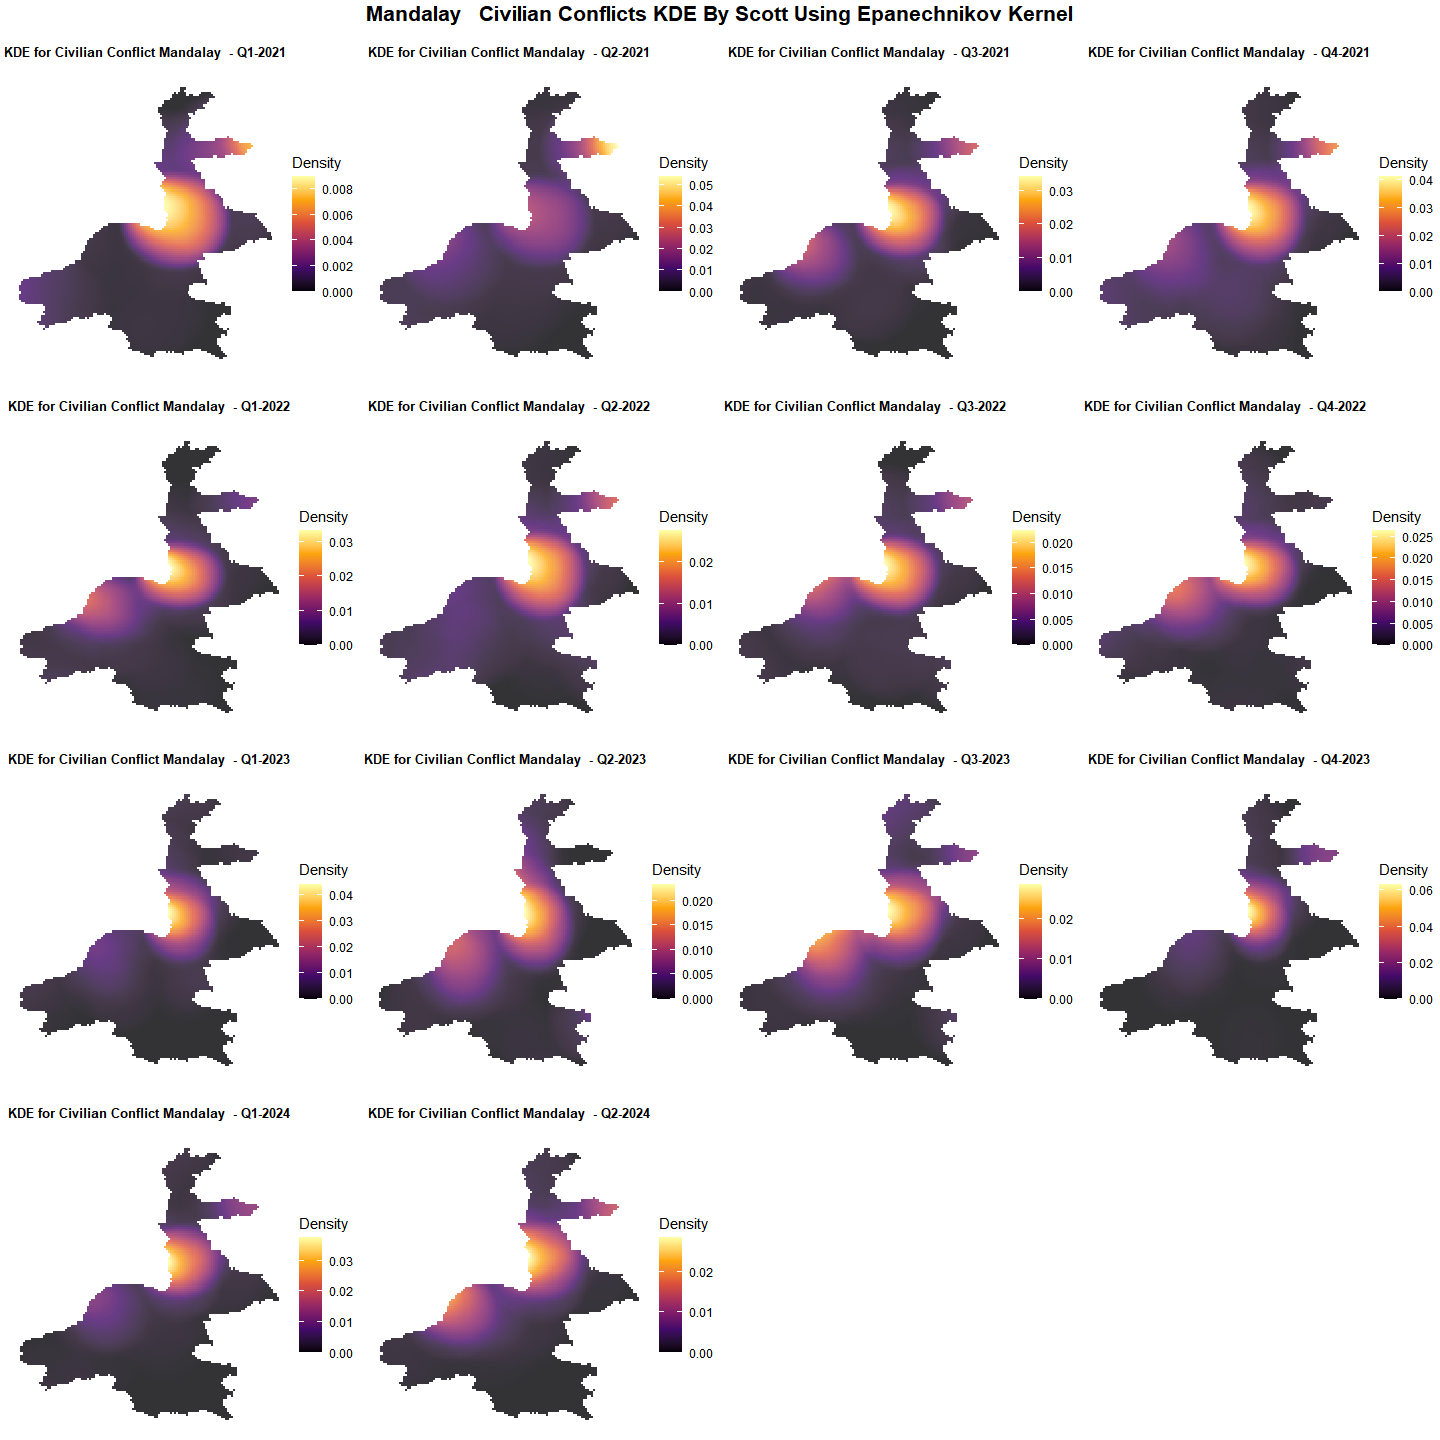 Mandalay   Civilian Conflicts KDE By Scott Using Epanechnikov Kernel
KDE for Civilian Conflict Mandalay  - Q1-2021
Density
0.008
0.006
0.004
0.002
0.000
KDE for Civilian Conflict Mandalay  - Q2-2021
Density
0.05
0.04
0.03
0.02
0.01
0.00
KDE for Civilian Conflict Mandalay  - Q3-2021
Density
0.03
0.02
0.01
0.00
KDE for Civilian Conflict Mandalay  - Q4-2021
Density
0.04
0.03
0.02
0.01
0.00
KDE for Civilian Conflict Mandalay  - Q1-2022
Density
0.03
0.02
0.01
0.00
KDE for Civilian Conflict Mandalay  - Q2-2022
Density
0.02
0.01
0.00
KDE for Civilian Conflict Mandalay  - Q3-2022
Density
0.020
0.015
0.010
0.005
0.000
KDE for Civilian Conflict Mandalay  - Q4-2022
Density
0.025
0.020
0.015
0.010
0.005
0.000
KDE for Civilian Conflict Mandalay  - Q1-2023
Density
0.04
0.03
0.02
0.01
0.00
KDE for Civilian Conflict Mandalay  - Q2-2023
Density
0.020
0.015
0.010
0.005
0.000
KDE for Civilian Conflict Mandalay  - Q3-2023
Density
0.02
0.01
0.00
KDE for Civilian Conflict Mandalay  - Q4-2023
Density
0.06
0.04
0.02
0.00
KDE for Civilian Conflict Mandalay  - Q1-2024
Density
0.03
0.02
0.01
0.00
KDE for Civilian Conflict Mandalay  - Q2-2024
Density
0.02
0.01
0.00